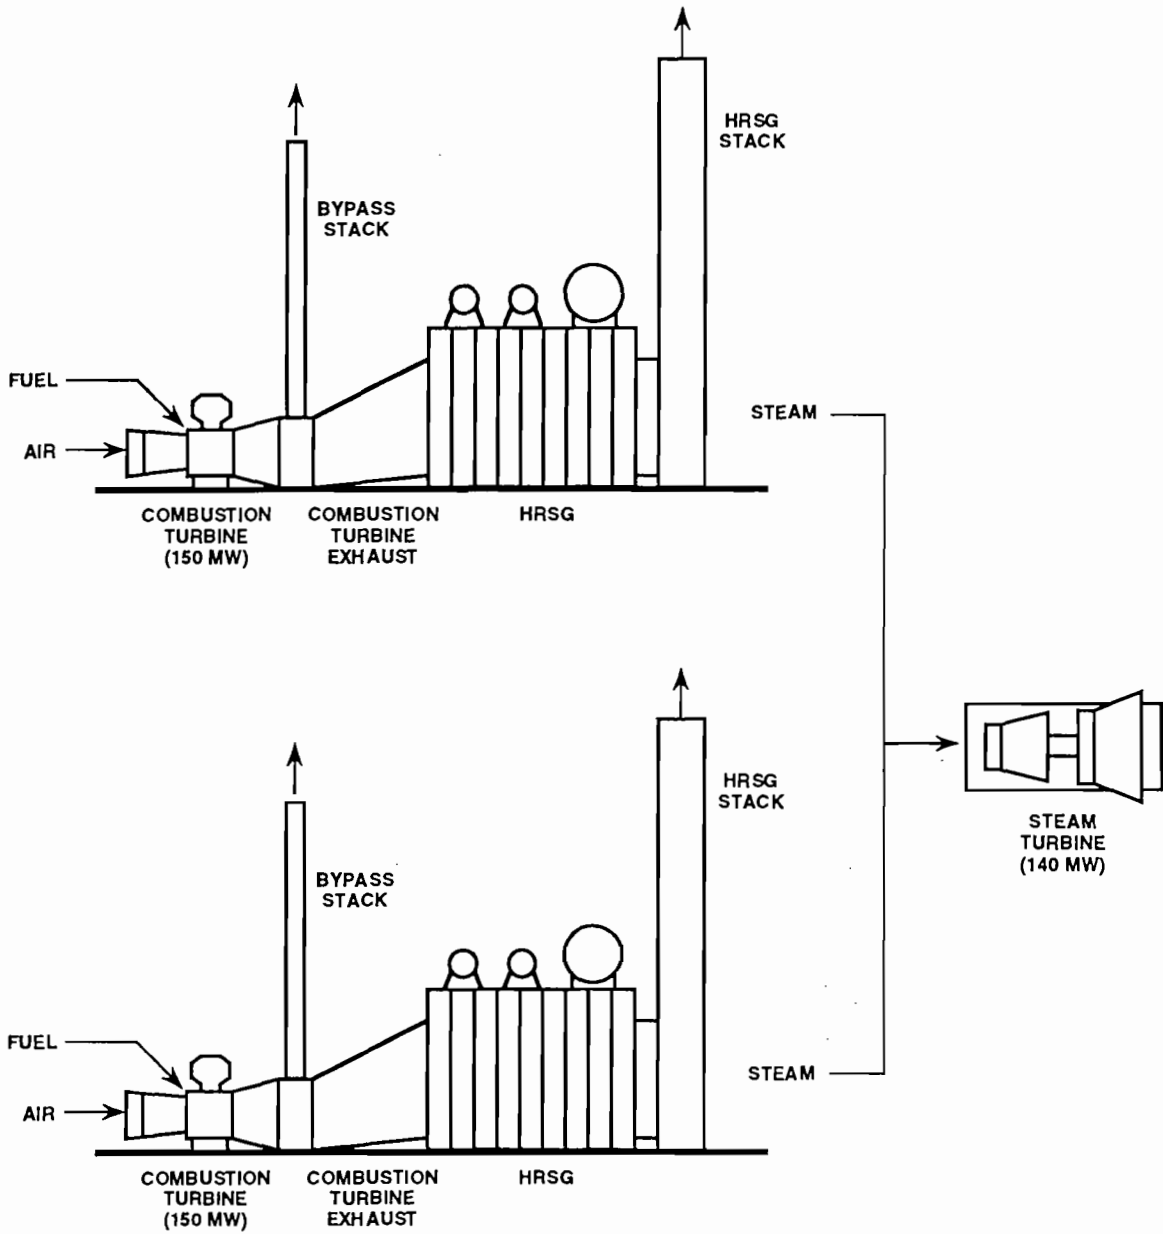 HRSG
STACK
BYPASS
STACK
FUEL
STEAM
AIR
COMBUSTION
TURBINE
(150 MW)
COMBUSTION
TURBINE
EXHAUST
HRSG
HRSG
STACK
STEAM
TURBINE
(140 MW)
BYPASS
STACK
FUEL
STEAM
AIR
COMBUSTION
TURBINE
(150 MW)
COMBUSTION
TURBINE
EXHAUST
HRSG